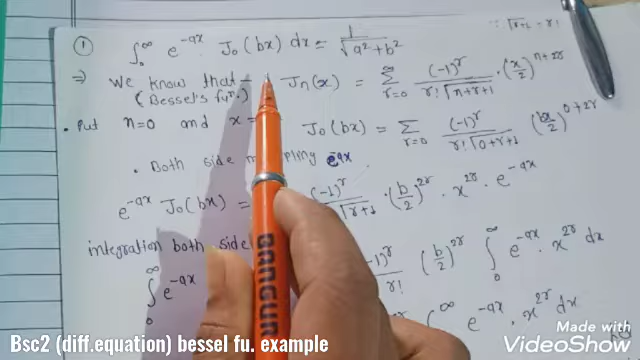 ∵ √r+1 = r!
① ∫₀^∞ e^-ax . J₀(bx) dx = 1/√(a²+b²)
⇒ We know that Jn(x) = Σ_{r=0}^∞ (-1)^r / r! √n+r+1 . (x/2)^{n+2r}
(Bessel's fun.)
• Put n=0 and x = J₀(bx) = Σ_{r=0} (-1)^r / r! √0+r+1 (bx/2)^{0+2r}
• Both side e^-ax
e^-ax J₀(bx) = (-1)^r / √r+1 . (b/2)^{2r} . x^{2r} . e^-ax
integration both side
∫₀^∞ e^-ax / r! (b/2)^{2r} ∫₀^∞ e^-ax . x^{2r} dx
∫^∞ e^-ax . x^{2r} dx
Made with
VideoShow
Bsc2 (diff.equation) bessel fu. example
BANGUR